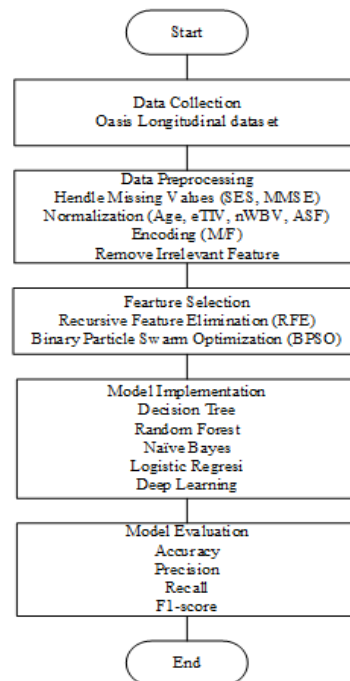 Start
Data Collection
Oasis Longitudinal dataset
Data Preprocessing
Hendle Missing Values (SES, MMSE)
Normalization (Age, eTIV, nWBV, ASF)
Encoding (M/F)
Remove Irrelevant Feature
Fearture Selection
Recursive Feature Elimination (RFE)
Binary Particle Swarm Optimization (BPSO)
Model Implementation
Decision Tree
Random Forest
Naïve Bayes
Logistic Regresi
Deep Learning
Model Evaluation
Accuracy
Precision
Recall
F1-score
End